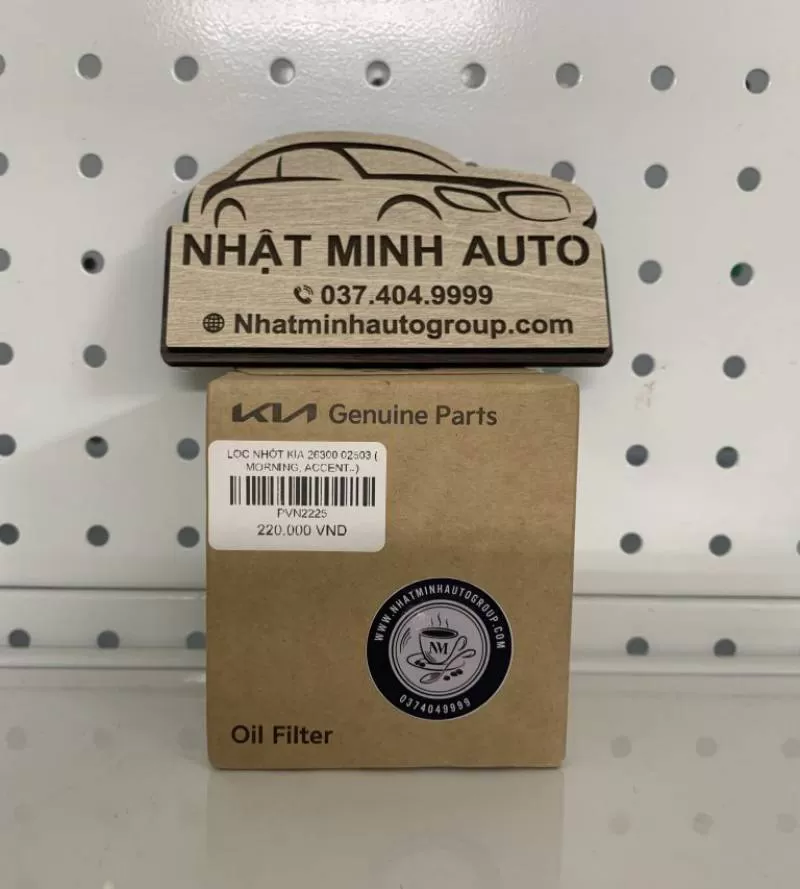 NHẬT MINH AUTO
037.404.9999
Nhatminhautogroup.com
KIA Genuine Parts
LOC NHỚT KIA 26300 02503 (
MORNING, ACCENT..)
PVN2225
220.000 VND
WWW.NHATMINHAUTOGROUP.COM
NM
0374049999
Oil Filter